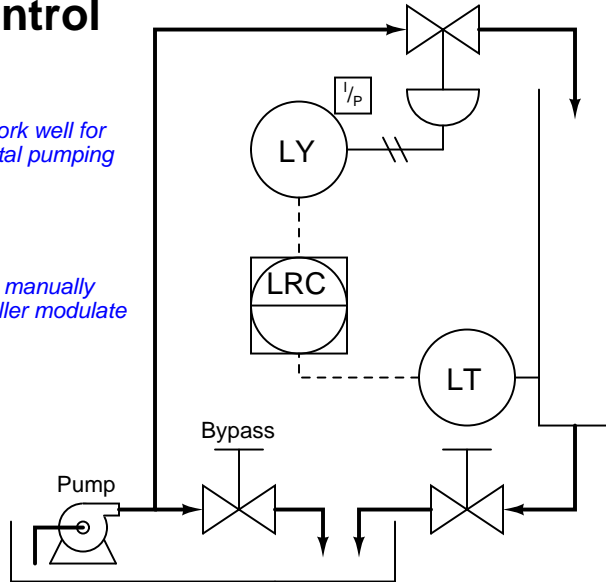 ntrol
I/P
ork well for
tal pumping
LY
manually
ller modulate
LRC
LT
Bypass
Pump